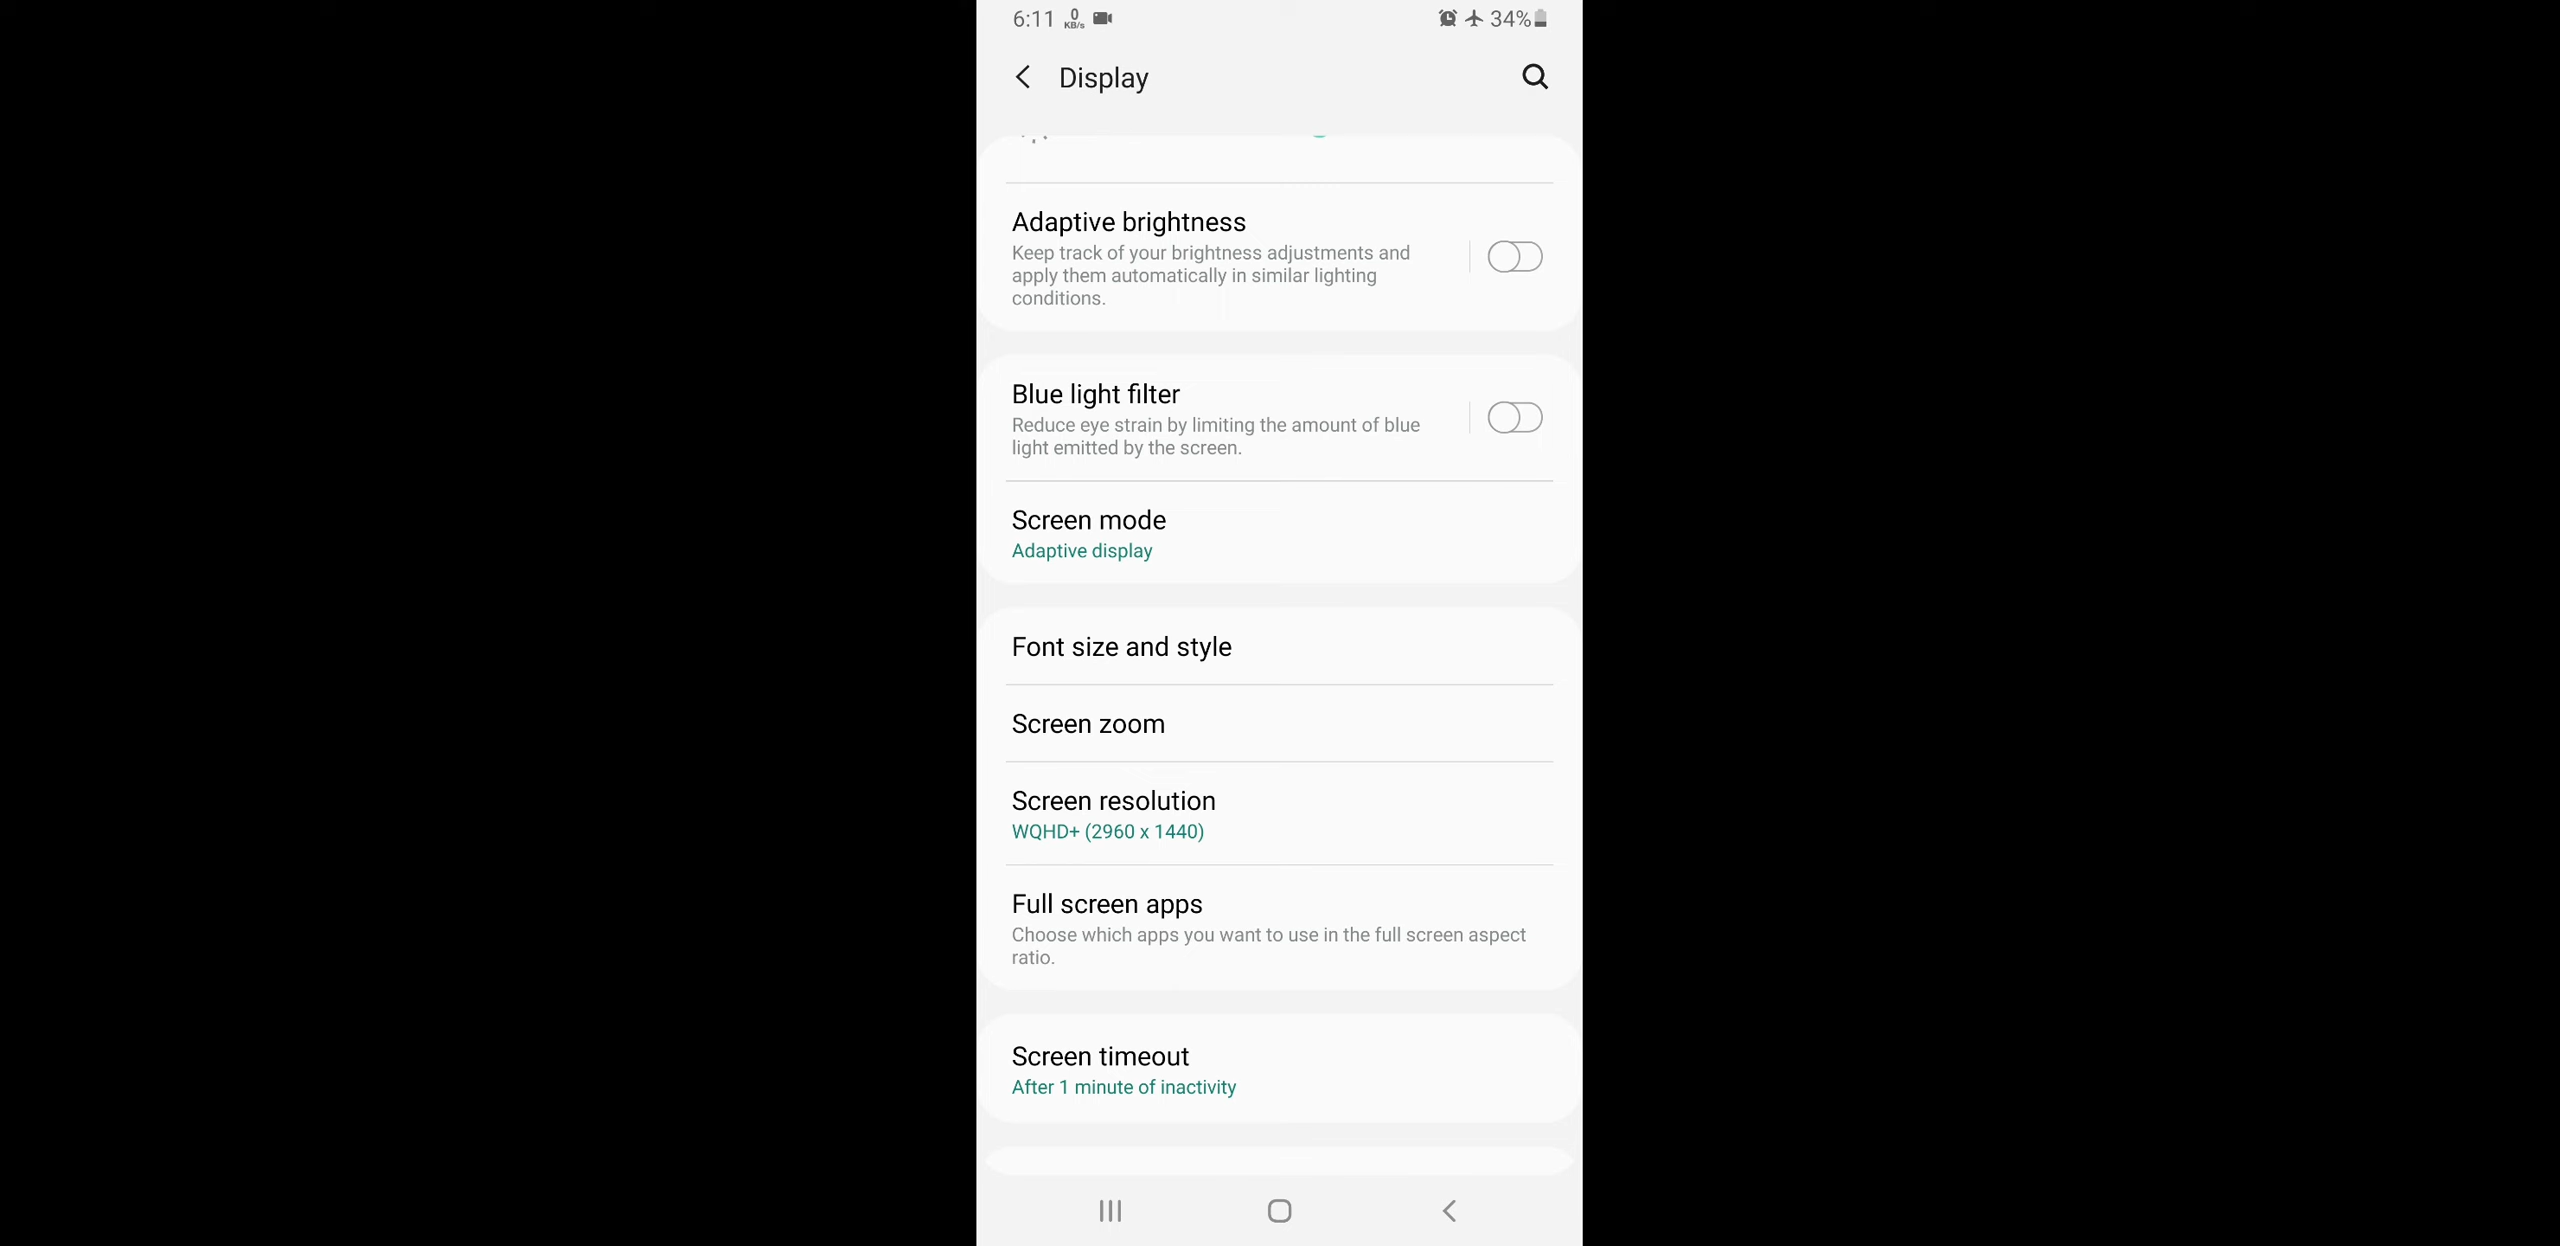 6:11 0 KB/s 34%
Display
Adaptive brightness
Keep track of your brightness adjustments and
apply them automatically in similar lighting
conditions.
Blue light filter
Reduce eye strain by limiting the amount of blue
light emitted by the screen.
Screen mode
Adaptive display
Font size and style
Screen zoom
Screen resolution
WQHD+ (2960 x 1440)
Full screen apps
Choose which apps you want to use in the full screen aspect
ratio.
Screen timeout
After 1 minute of inactivity